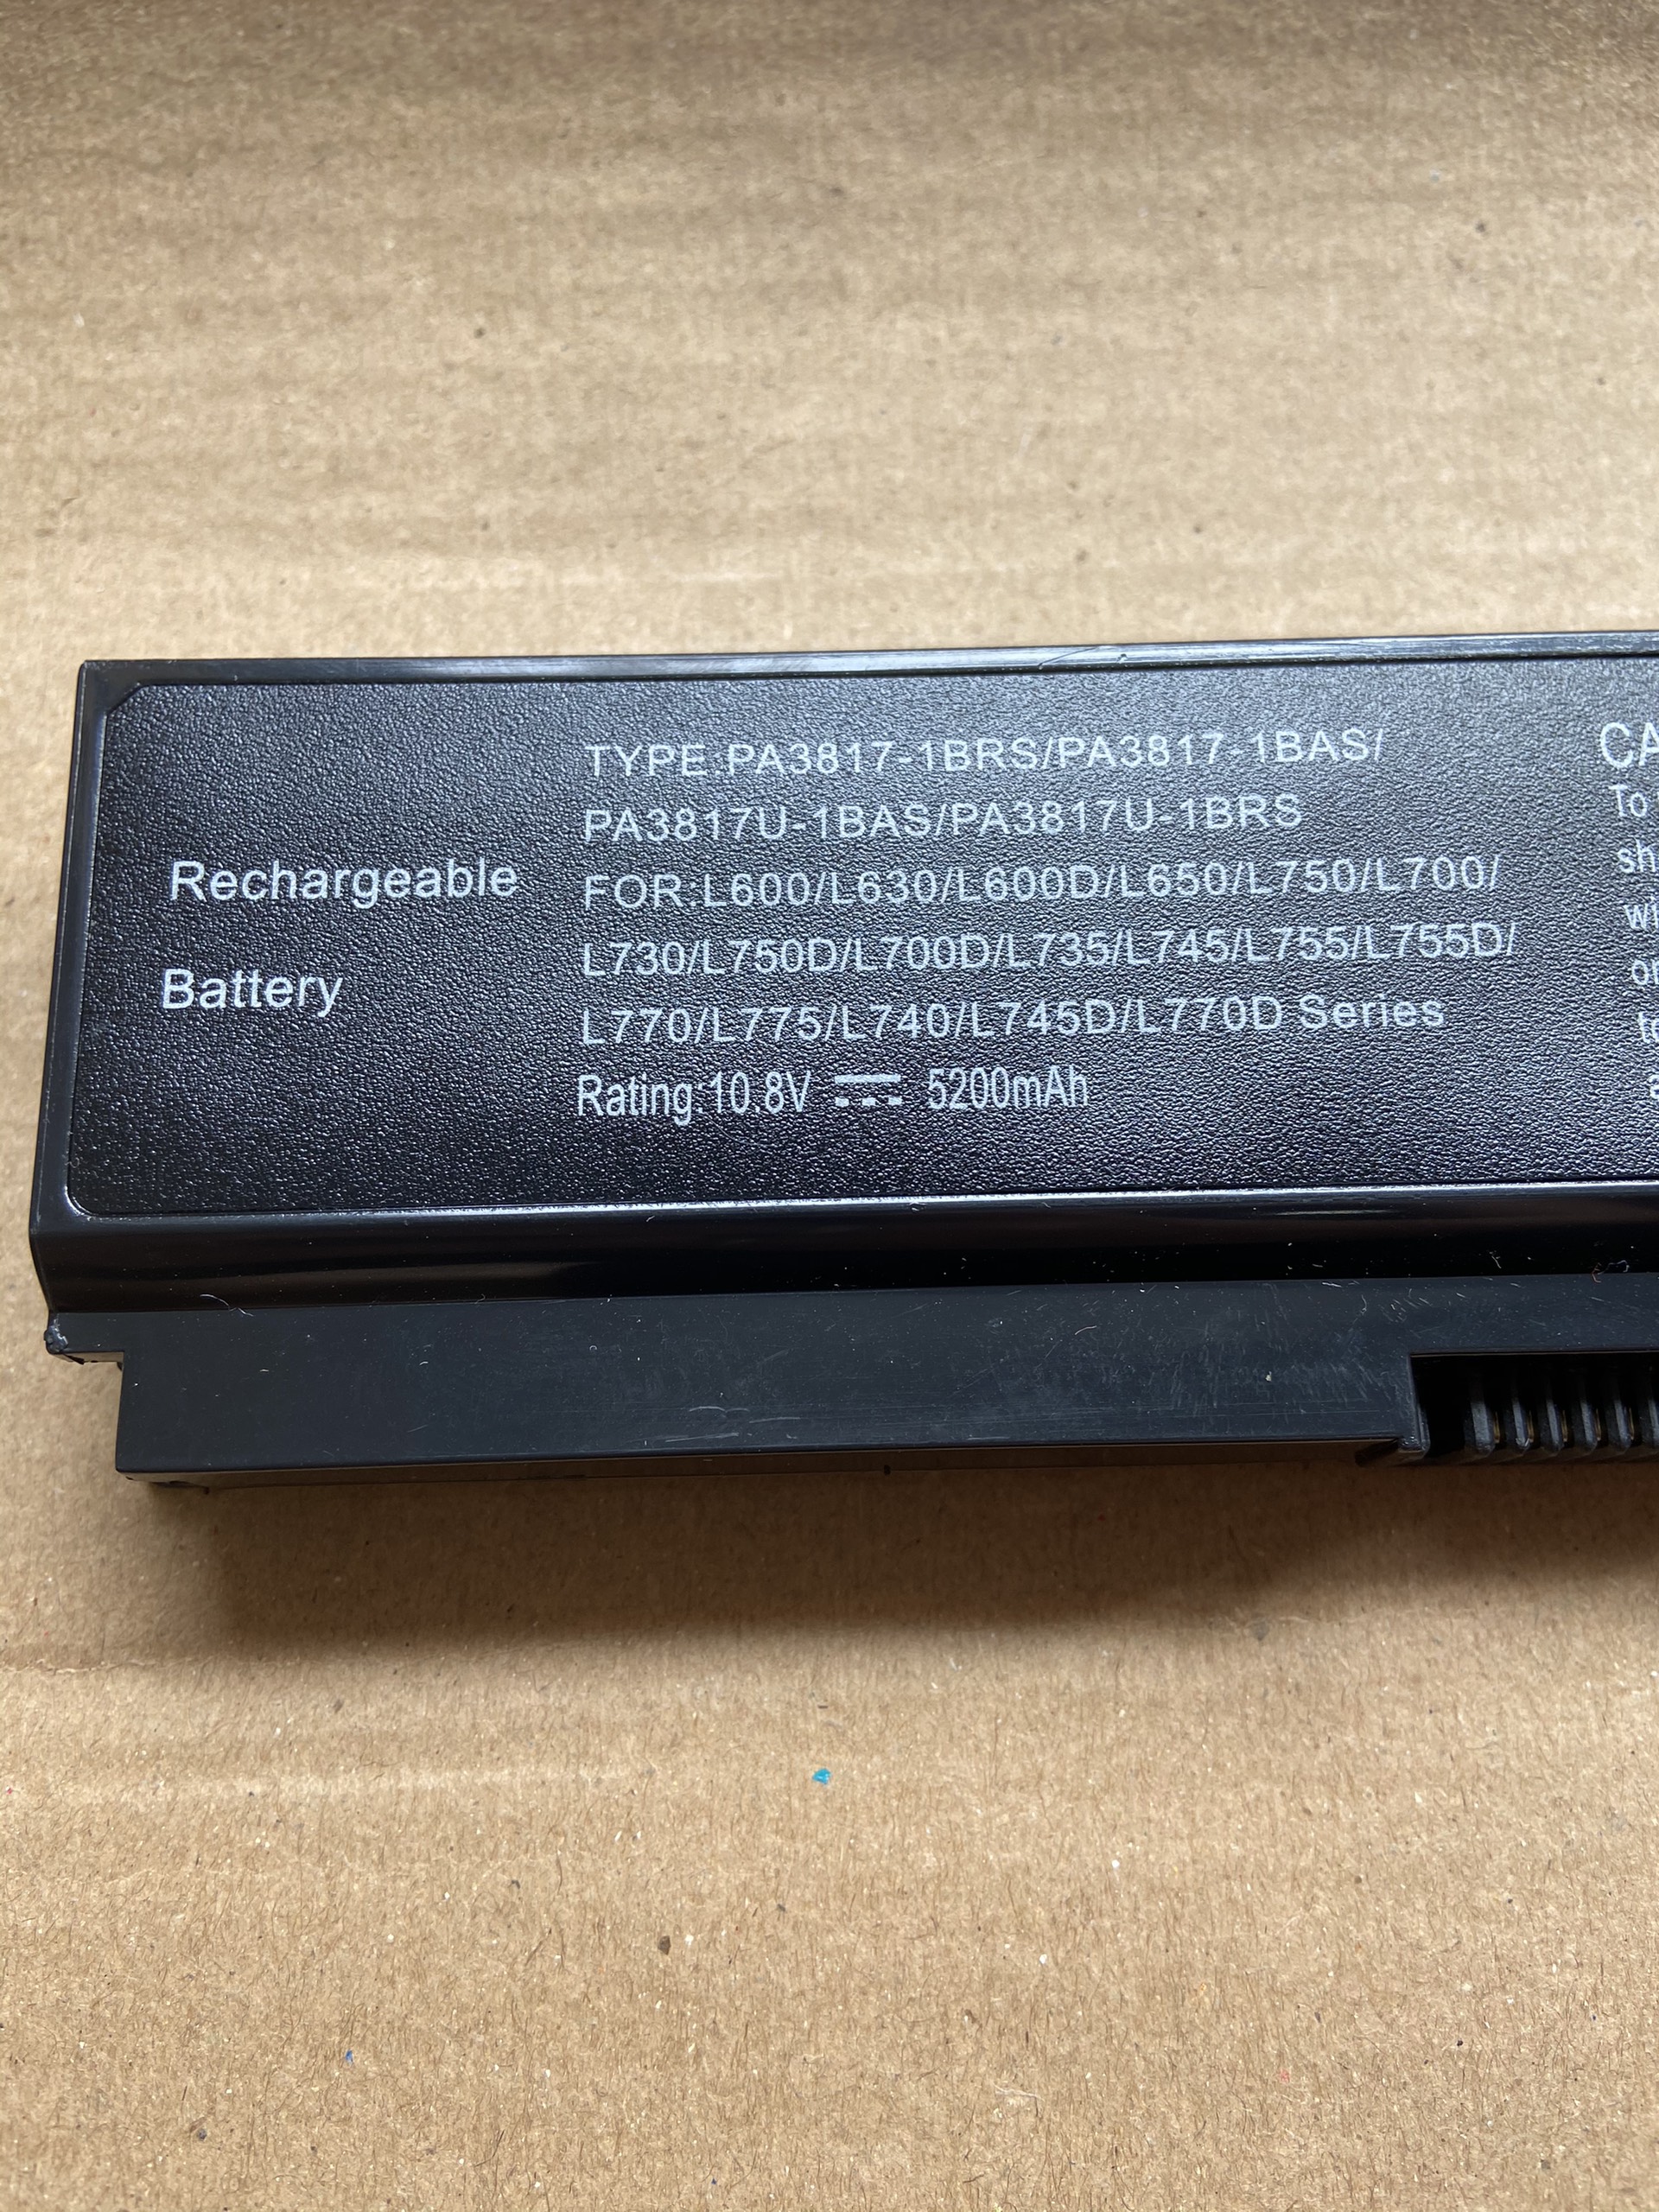 Rechargeable
Battery
TYPE:PA3817-1BRS/PA3817-1BAS/
PA3817U-1BAS/PA3817U-1BRS
FOR:L600/L630/L600D/L650/L750/L700/
L730/L750D/L700D/L735/L745/L755/L755D/
L770/L775/L740/L745D/L770D Series
Rating:10.8V ⎓ 5200mAh
To